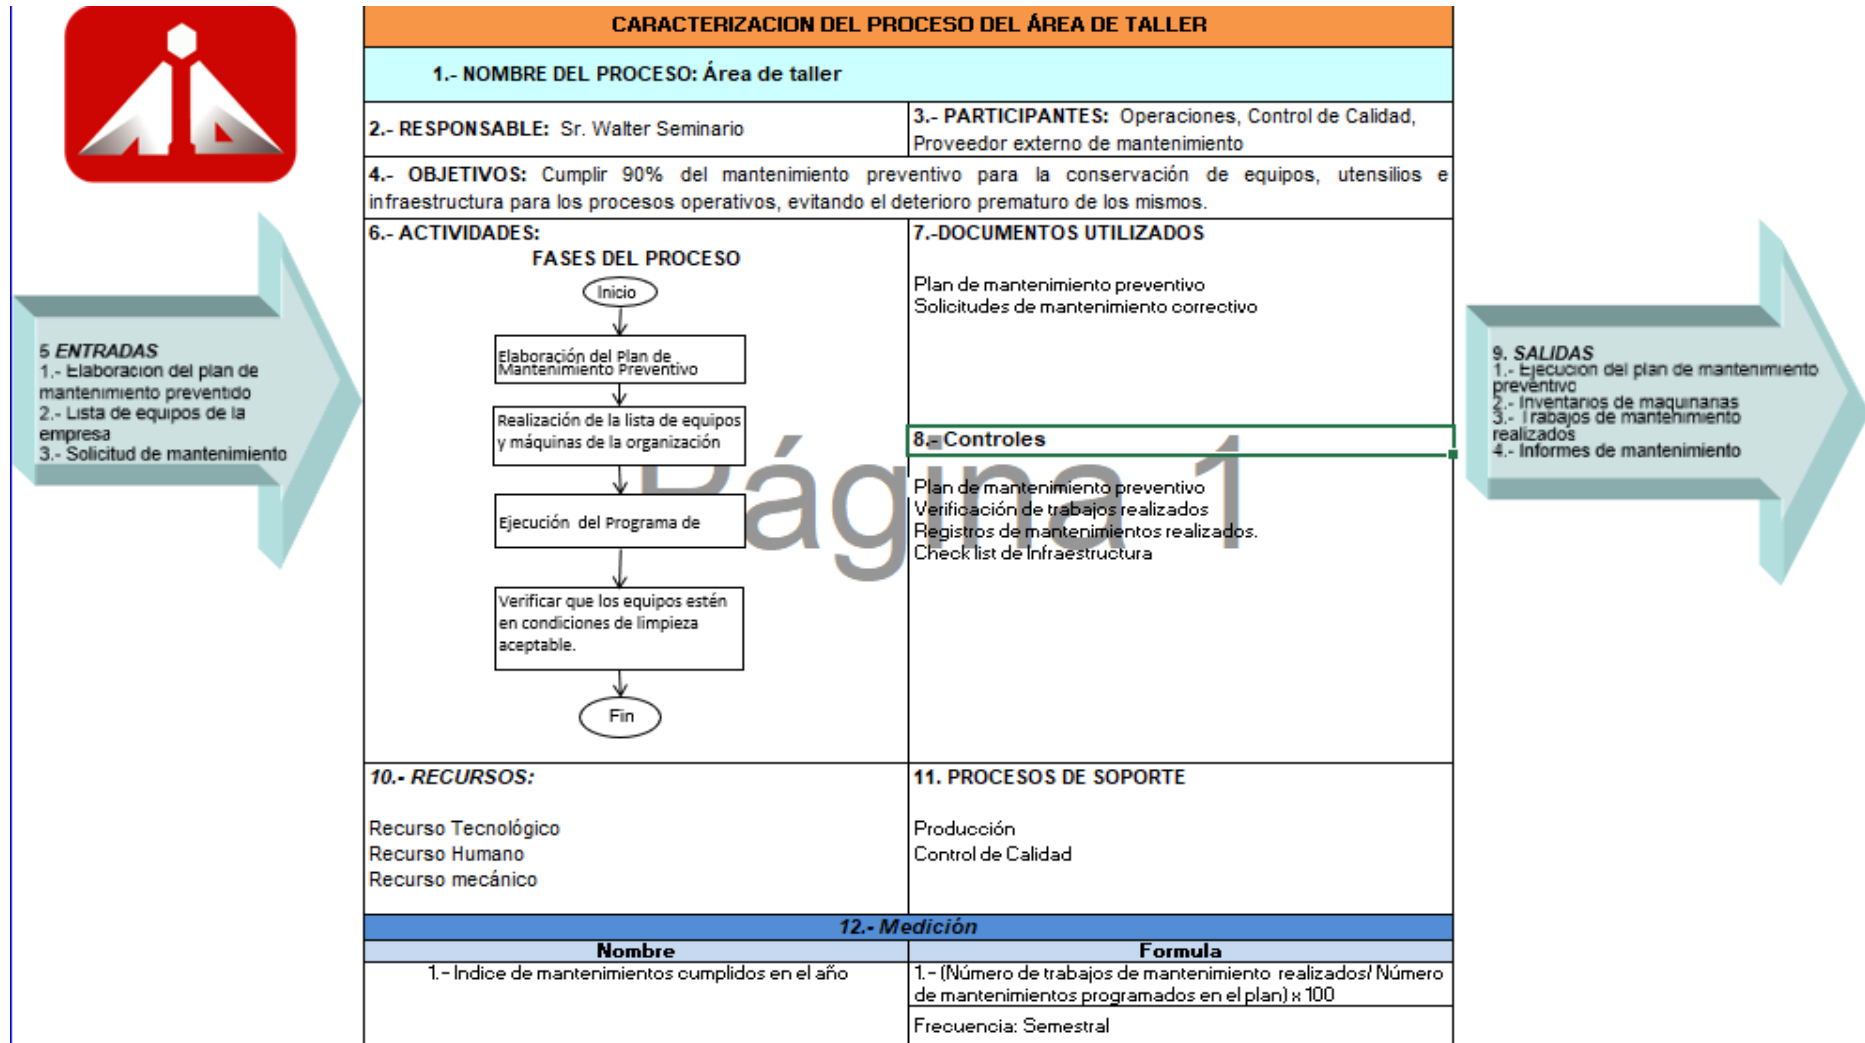 CARACTERIZACION DEL PROCESO DEL ÁREA DE TALLER
1.- NOMBRE DEL PROCESO: Área de taller
2.- RESPONSABLE: Sr. Walter Seminario
3.- PARTICIPANTES: Operaciones, Control de Calidad,
Proveedor externo de mantenimiento
4.- OBJETIVOS: Cumplir 90% del mantenimiento preventivo para la conservación de equipos, utensilios e
infraestructura para los procesos operativos, evitando el deterioro prematuro de los mismos.
5 ENTRADAS
1.- Elaboracion del plan de
mantenimiento preventido
2.- Lista de equipos de la
empresa
3.- Solicitud de mantenimiento
6.- ACTIVIDADES:
FASES DEL PROCESO
Inicio
Elaboración del Plan de
Mantenimiento Preventivo
Realización de la lista de equipos
y máquinas de la organización
Ejecución del Programa de
Verificar que los equipos estén
en condiciones de limpieza
aceptable.
Fin
7.-DOCUMENTOS UTILIZADOS
Plan de mantenimiento preventivo
Solicitudes de mantenimiento correctivo
8.- Controles
Plan de mantenimiento preventivo
Verificación de trabajos realizados
Registros de mantenimientos realizados.
Check list de Infraestructura
Página 1
9. SALIDAS
1.- Ejecucion del plan de mantenimiento
preventivo
2.- Inventarios de maquinarias
3.- Trabajos de mantenimiento
realizados
4.- Informes de mantenimiento
10.- RECURSOS:
Recurso Tecnológico
Recurso Humano
Recurso mecánico
11. PROCESOS DE SOPORTE
Producción
Control de Calidad
12.- Medición
Nombre
Formula
1.- Indice de mantenimientos cumplidos en el año
1.- (Número de trabajos de mantenimiento realizados/ Número
de mantenimientos programados en el plan) x 100
Frecuencia: Semestral